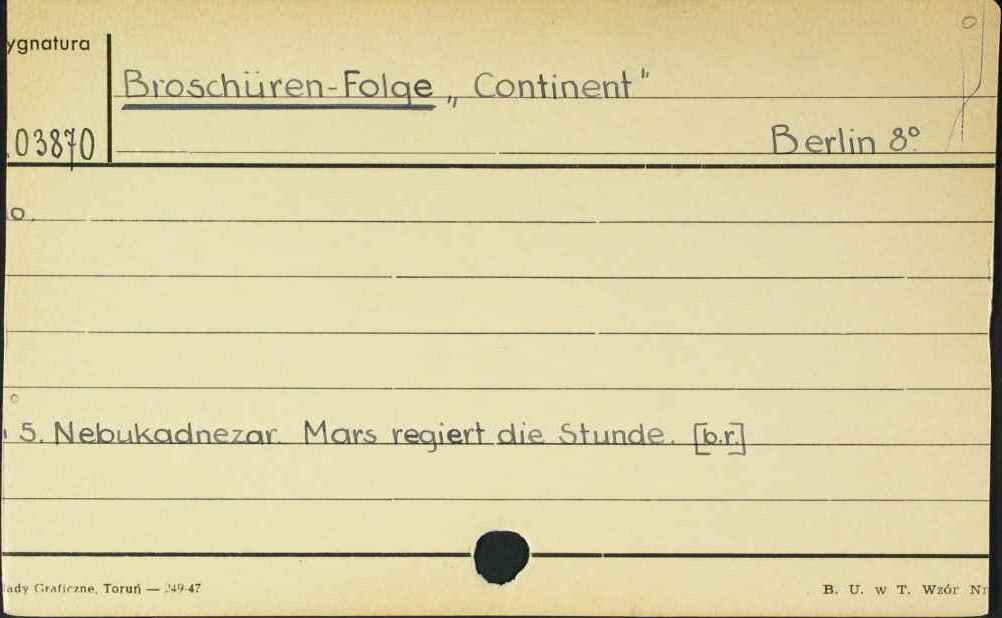 ygnatura
Broschüren-Folge „Continent"
03870
Berlin 8°.
o.
5. Nebukadnezar. Mars regiert die Stunde. [b.r.]
lady Graficzne, Toruń — 249-47
B. U. w T. Wzór Nr